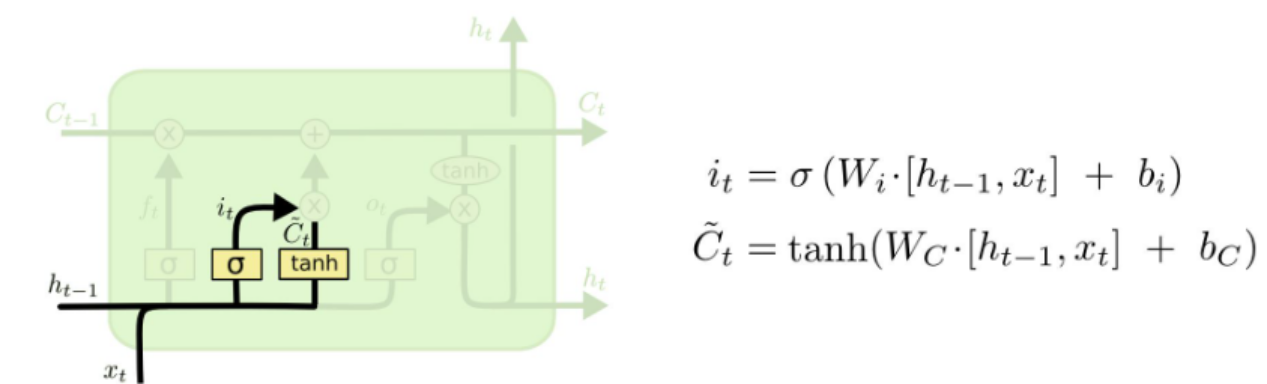 h_t
C_{t-1}
C_t
x
+
tanh
f_t
i_t
x
o_t
x
C̃_t
σ
σ
tanh
σ
h_{t-1}
h_t
x_t
i_t = σ (W_i·[h_{t-1}, x_t] + b_i)
C̃_t = tanh(W_C·[h_{t-1}, x_t] + b_C)